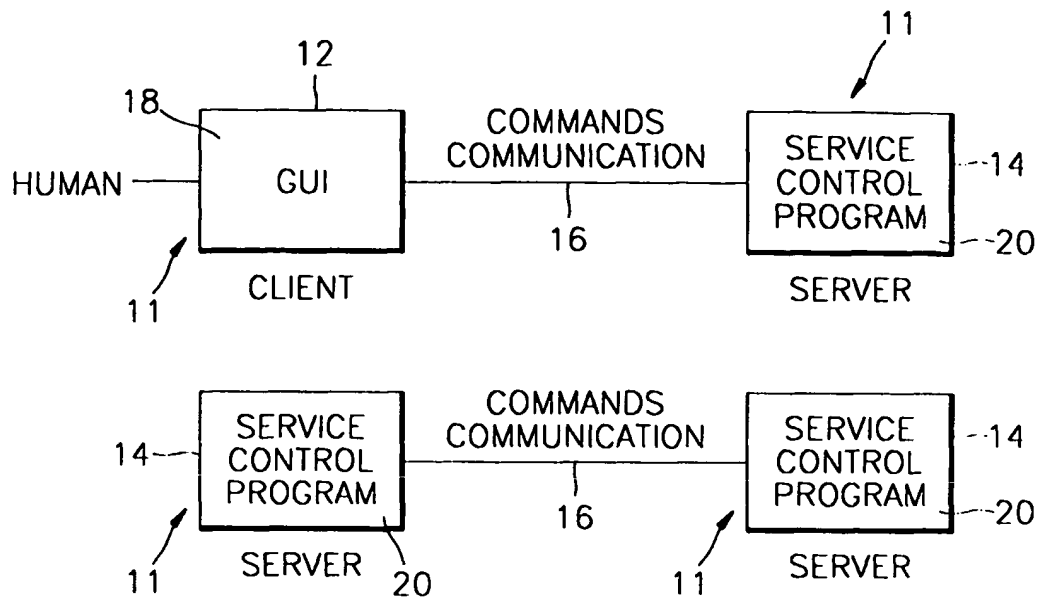 11
12
18
COMMANDS
COMMUNICATION
SERVICE
CONTROL
PROGRAM
14
HUMAN
GUI
16
20
11
CLIENT
SERVER
COMMANDS
COMMUNICATION
SERVICE
CONTROL
PROGRAM
14
SERVICE
CONTROL
PROGRAM
14
16
20
11
SERVER
20
11
SERVER